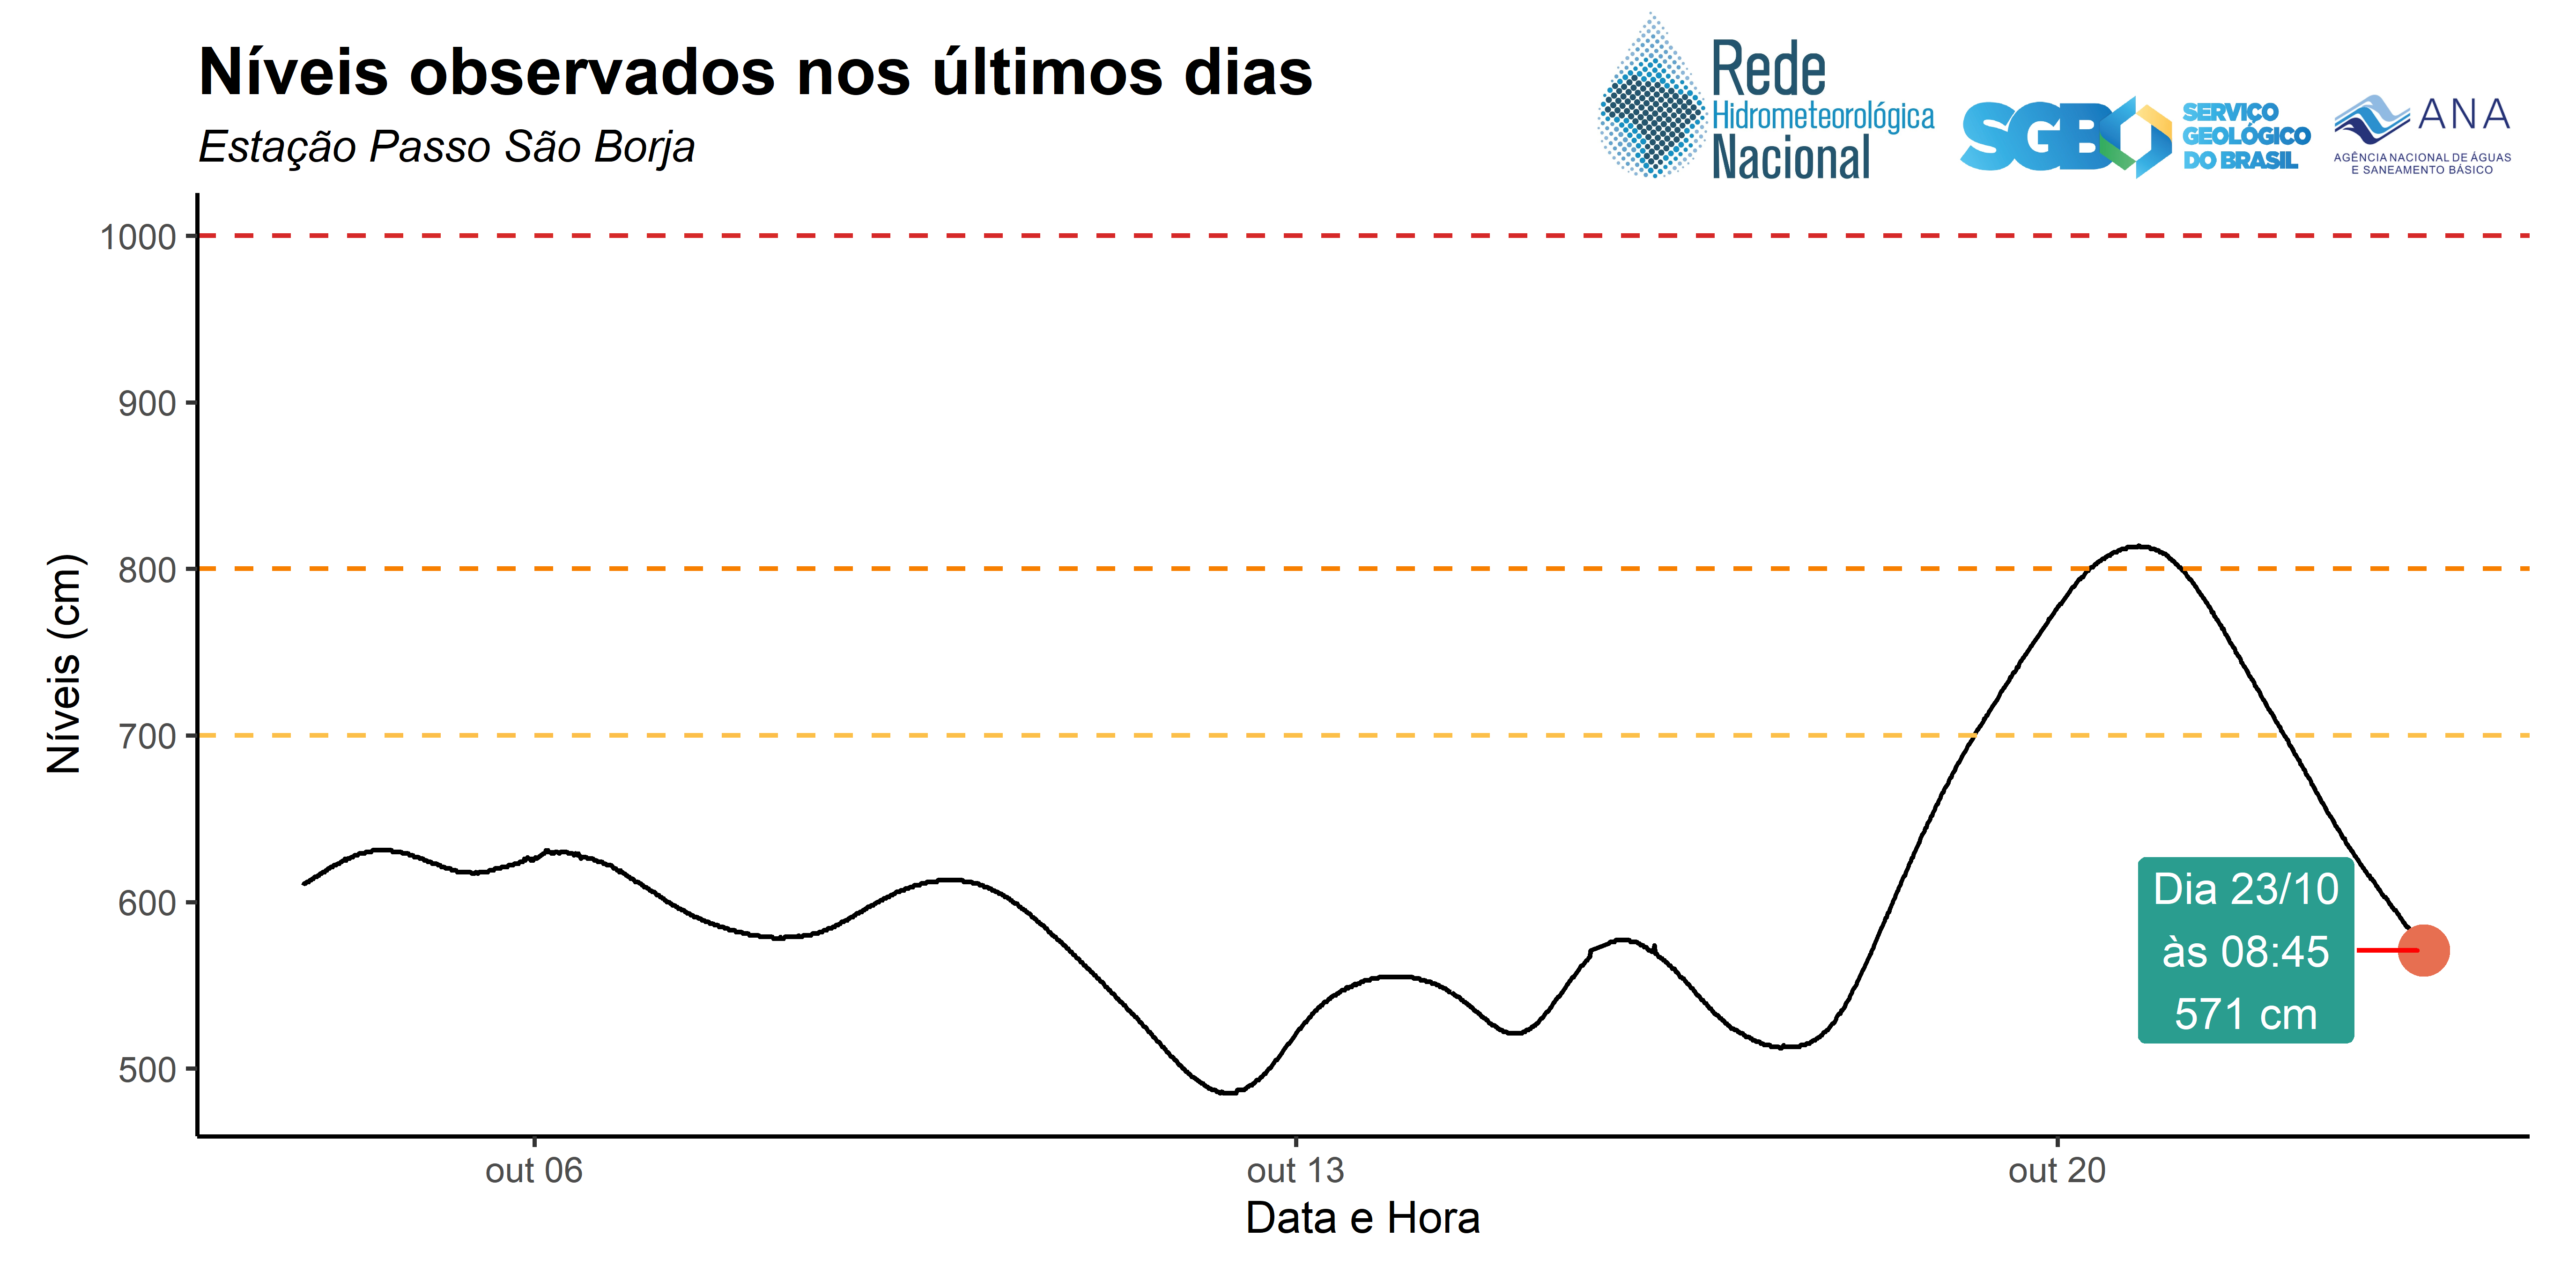 Níveis observados nos últimos dias
Estação Passo São Borja
Rede
Hidrometeorológica
Nacional
SGB
SERVIÇO
GEOLÓGICO
DO BRASIL
ANA
AGÊNCIA NACIONAL DE ÁGUAS
E SANEAMENTO BÁSICO
Níveis (cm)
1000
900
800
700
600
500
Dia 23/10
às 08:45
571 cm
out 06
out 13
out 20
Data e Hora